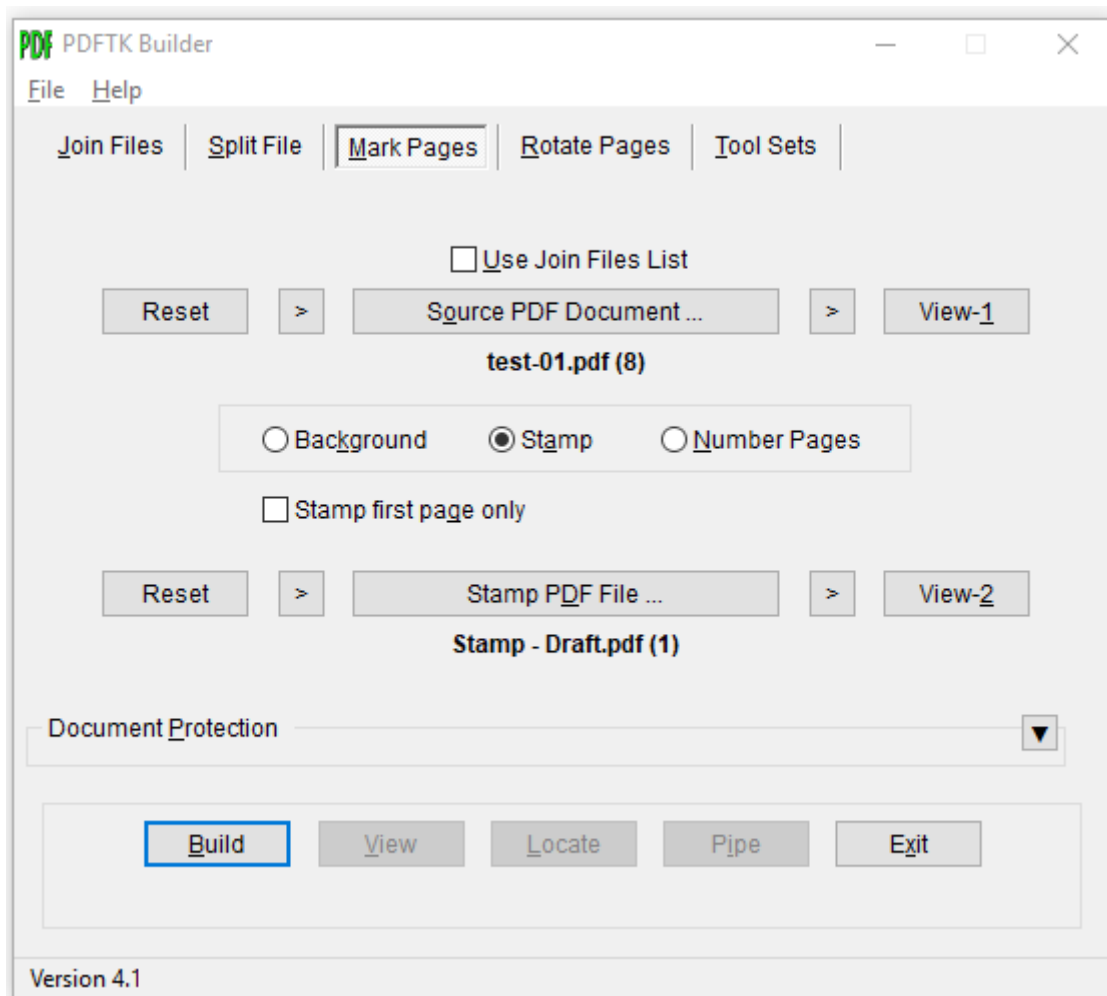 PDF PDFTK Builder
File Help
Join Files Split File Mark Pages Rotate Pages Tool Sets
Use Join Files List
Reset > Source PDF Document ... > View-1
test-01.pdf (8)
Background Stamp Number Pages
Stamp first page only
Reset > Stamp PDF File ... > View-2
Stamp - Draft.pdf (1)
Document Protection
Build View Locate Pipe Exit
Version 4.1